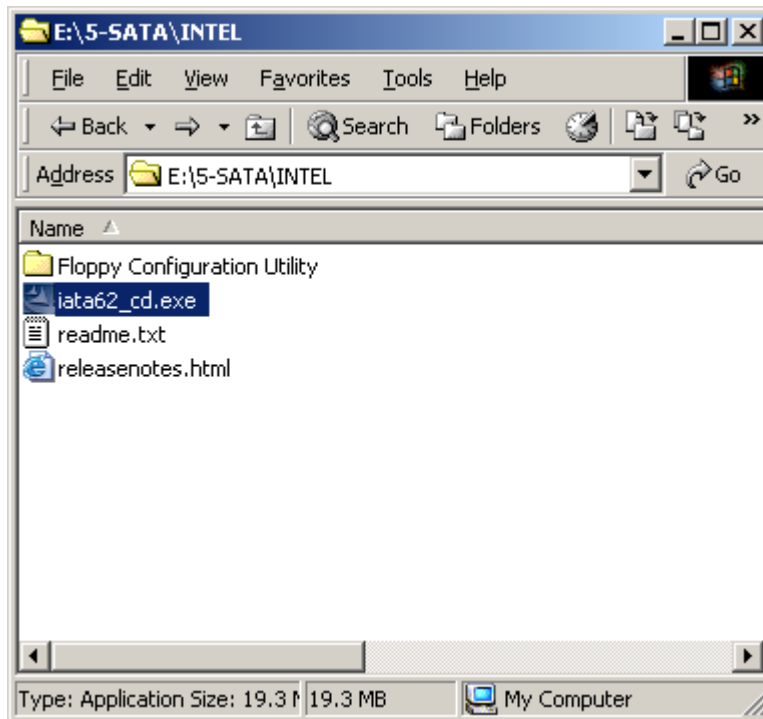 E:\5-SATA\INTEL
File Edit View Favorites Tools Help
Back Search Folders »
Address E:\5-SATA\INTEL Go
Name
Floppy Configuration Utility
iata62_cd.exe
readme.txt
releasenotes.html
Type: Application Size: 19.3 M 19.3 MB My Computer